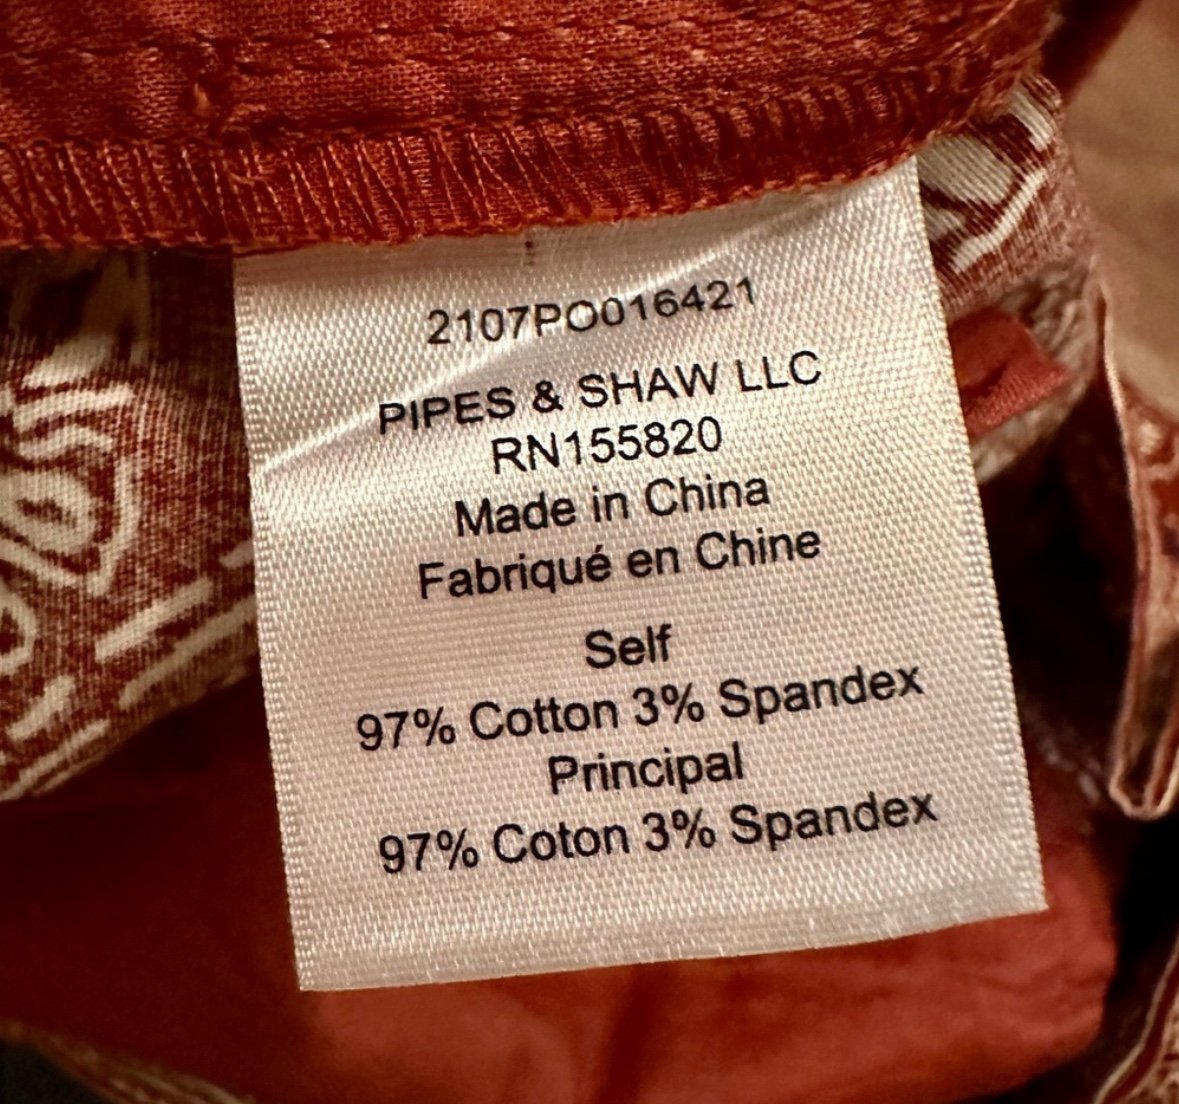 2107PO016421
PIPES & SHAW LLC
RN155820
Made in China
Fabriqué en Chine
Self
97% Cotton 3% Spandex
Principal
97% Coton 3% Spandex